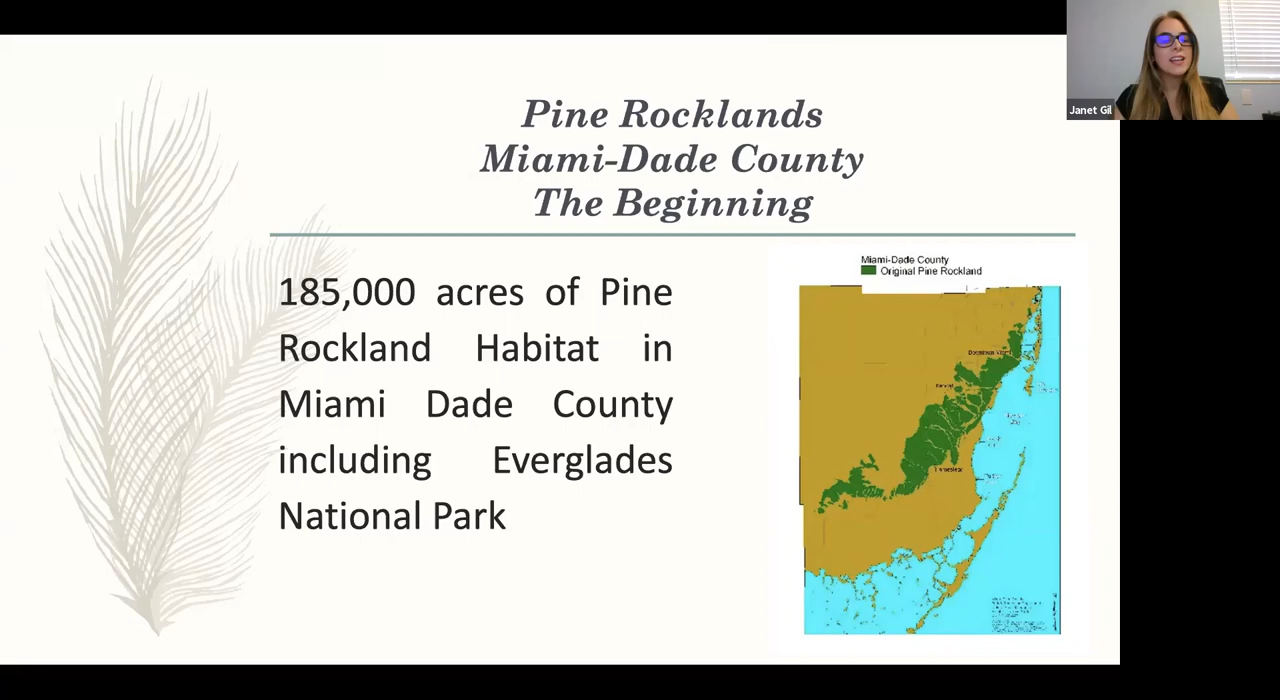 Janet Gil
Pine Rocklands
Miami-Dade County
The Beginning
185,000 acres of Pine
Rockland Habitat in
Miami Dade County
including Everglades
National Park
Miami-Dade County
Original Pine Rockland